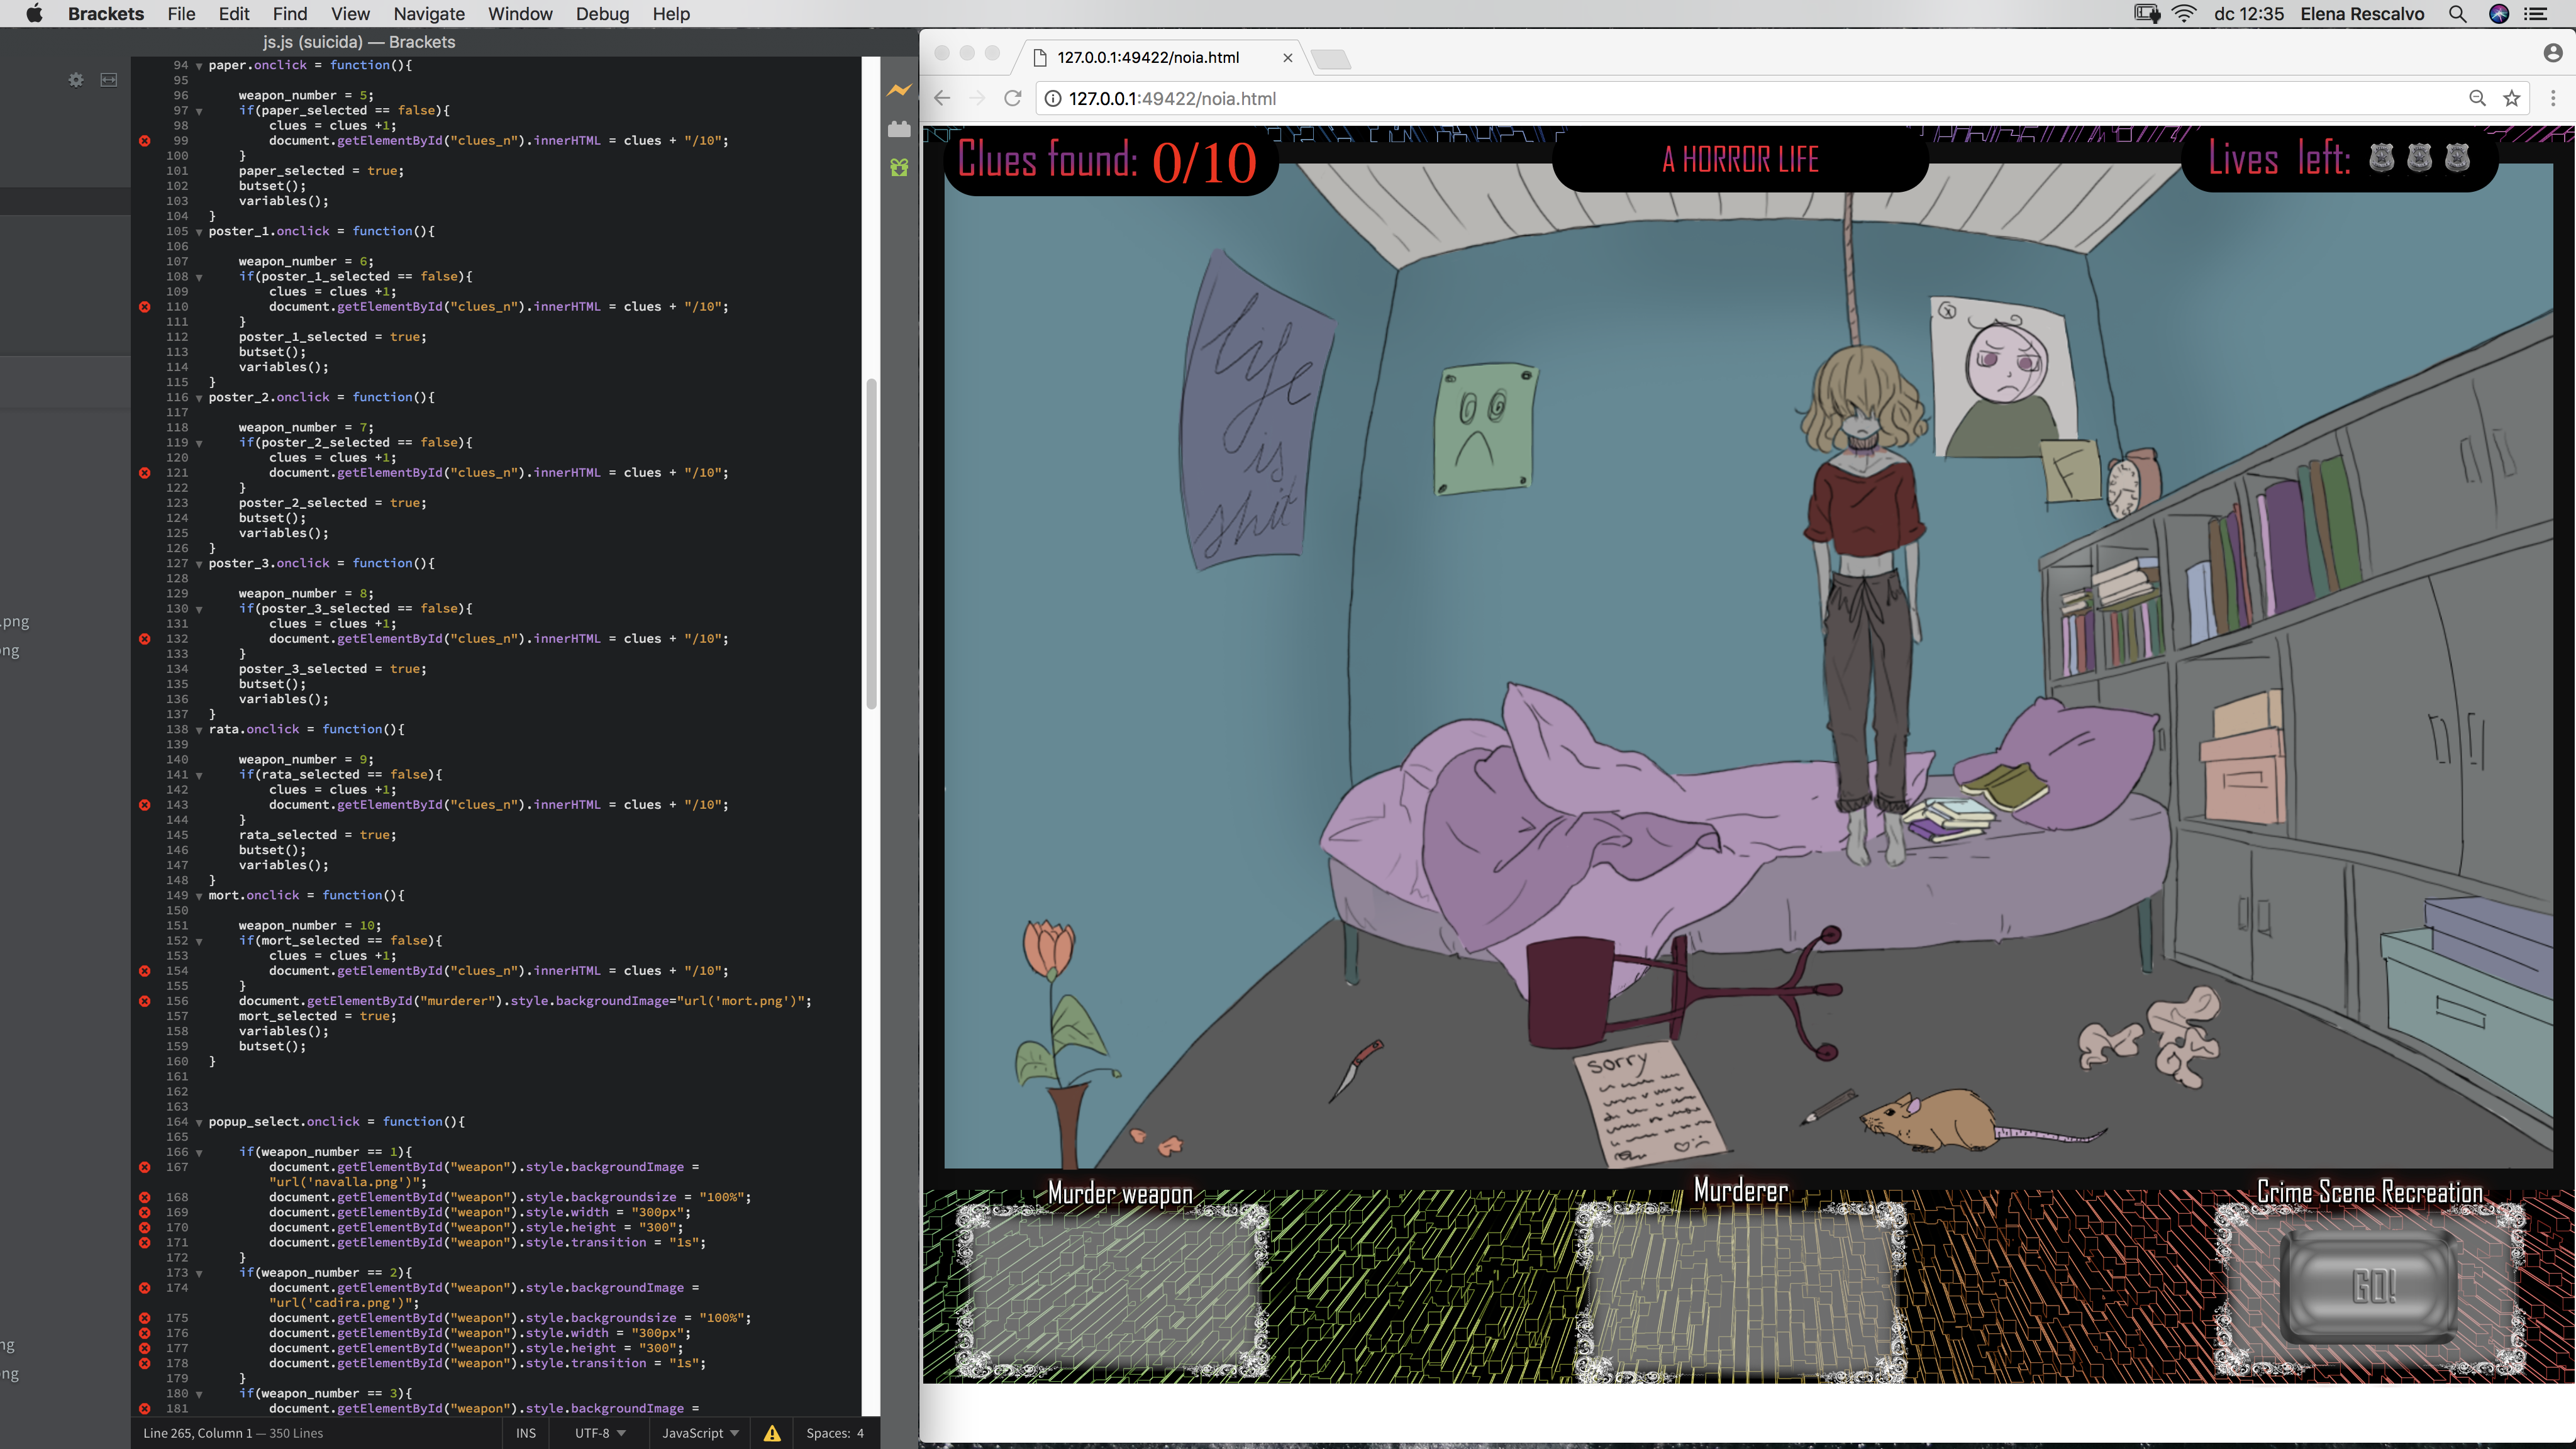 Brackets File Edit Find View Navigate Window Debug Help
dc 12:35 Elena Rescalvo
js.js (suicida) — Brackets
.png
ng
ng
ng
94 paper.onclick = function(){
95
96 weapon_number = 5;
97 if(paper_selected == false){
98 clues = clues +1;
99 document.getElementById("clues_n").innerHTML = clues + "/10";
100 }
101 paper_selected = true;
102 butset();
103 variables();
104 }
105 poster_1.onclick = function(){
106
107 weapon_number = 6;
108 if(poster_1_selected == false){
109 clues = clues +1;
110 document.getElementById("clues_n").innerHTML = clues + "/10";
111 }
112 poster_1_selected = true;
113 butset();
114 variables();
115 }
116 poster_2.onclick = function(){
117
118 weapon_number = 7;
119 if(poster_2_selected == false){
120 clues = clues +1;
121 document.getElementById("clues_n").innerHTML = clues + "/10";
122 }
123 poster_2_selected = true;
124 butset();
125 variables();
126 }
127 poster_3.onclick = function(){
128
129 weapon_number = 8;
130 if(poster_3_selected == false){
131 clues = clues +1;
132 document.getElementById("clues_n").innerHTML = clues + "/10";
133 }
134 poster_3_selected = true;
135 butset();
136 variables();
137 }
138 rata.onclick = function(){
139
140 weapon_number = 9;
141 if(rata_selected == false){
142 clues = clues +1;
143 document.getElementById("clues_n").innerHTML = clues + "/10";
144 }
145 rata_selected = true;
146 butset();
147 variables();
148 }
149 mort.onclick = function(){
150
151 weapon_number = 10;
152 if(mort_selected == false){
153 clues = clues +1;
154 document.getElementById("clues_n").innerHTML = clues + "/10";
155 }
156 document.getElementById("murderer").style.backgroundImage="url('mort.png')";
157 mort_selected = true;
158 variables();
159 butset();
160 }
161
162
163
164 popup_select.onclick = function(){
165
166 if(weapon_number == 1){
167 document.getElementById("weapon").style.backgroundImage =
"url('navalla.png')";
168 document.getElementById("weapon").style.backgroundsize = "100%";
169 document.getElementById("weapon").style.width = "300px";
170 document.getElementById("weapon").style.height = "300";
171 document.getElementById("weapon").style.transition = "1s";
172 }
173 if(weapon_number == 2){
174 document.getElementById("weapon").style.backgroundImage =
"url('cadira.png')";
175 document.getElementById("weapon").style.backgroundsize = "100%";
176 document.getElementById("weapon").style.width = "300px";
177 document.getElementById("weapon").style.height = "300";
178 document.getElementById("weapon").style.transition = "1s";
179 }
180 if(weapon_number == 3){
181 document.getElementById("weapon").style.backgroundImage =
Line 265, Column 1 — 350 Lines
INS UTF-8 JavaScript Spaces: 4
127.0.0.1:49422/noia.html
127.0.0.1:49422/noia.html
Clues found: 0/10
A HORROR LIFE
Lives left:
life
is
shit
F
sorry
Murder weapon
Murderer
Crime Scene Recreation
GO!